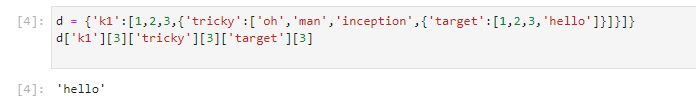 [4]: d = {'k1':[1,2,3,{'tricky':['oh','man','inception',{'target':[1,2,3,'hello']}]}]}
d['k1'][3]['tricky'][3]['target'][3]
[4]: 'hello'